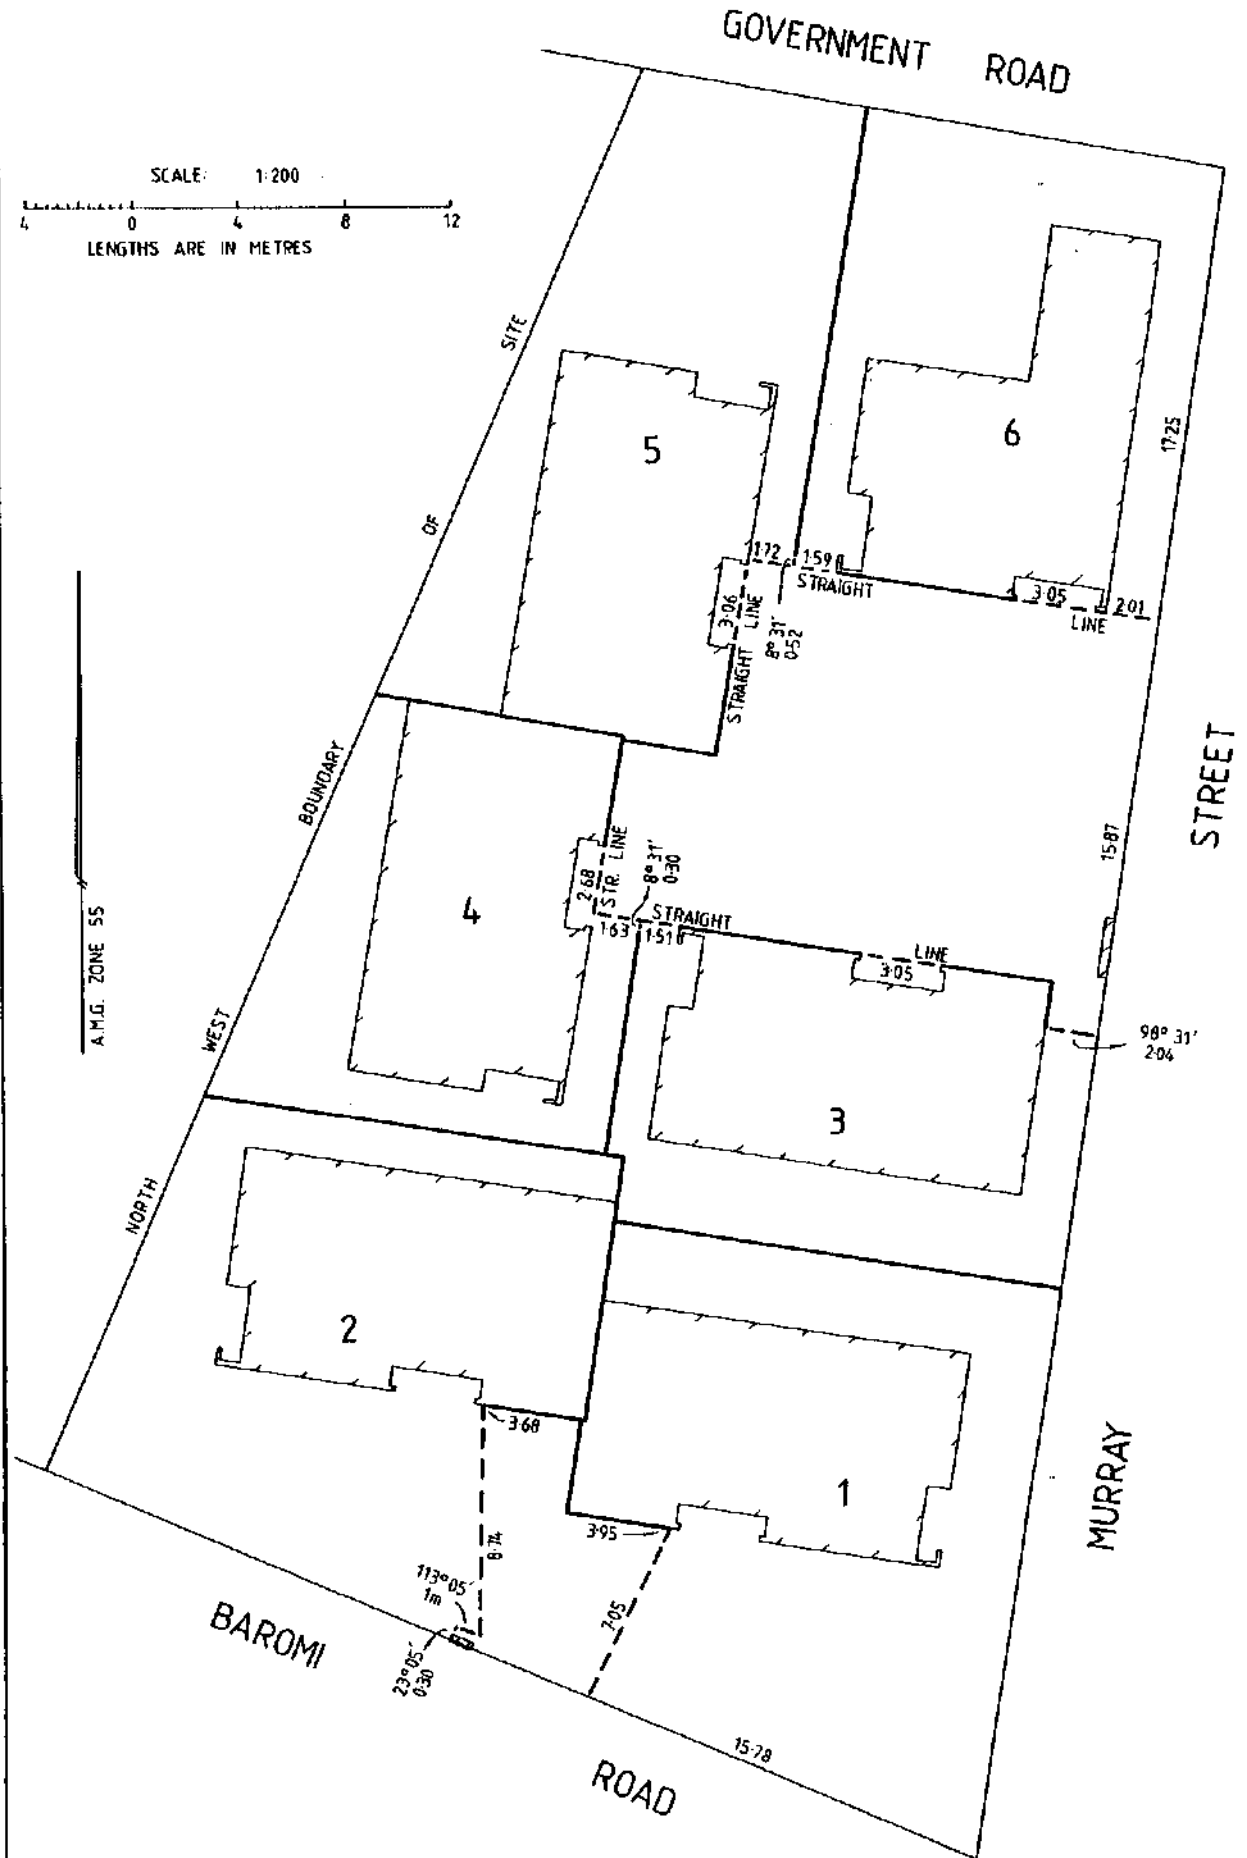 GOVERNMENT ROAD
SCALE: 1:200
4 0 4 8 12
LENGTHS ARE IN METRES
SITE
OF
BOUNDARY
WEST
NORTH
A.M.G. ZONE 55
5
6
17·25
1·72
1·59
STRAIGHT
3·05
LINE
2·01
3·06
STRAIGHT LINE
8° 31'
0·52
STREET
15·87
4
2·68
STR. LINE
8° 31'
0·30
1·63
1·51
STRAIGHT
LINE
3·05
98° 31'
2·04
3
2
3·68
1
3·95
MURRAY
8·74
7·05
113° 05'
1m
23° 05'
0·30
BAROMI
ROAD
15·78